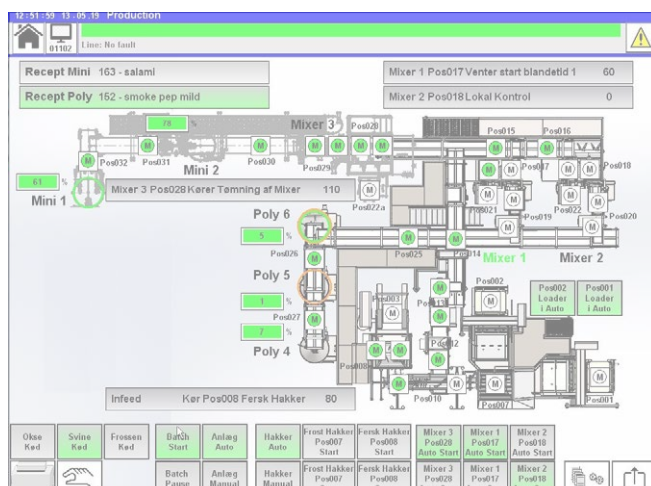 12:51:59 13.05.19 Production
01102
Line: No fault
Recept Mini 163 - salami
Mixer 1 Pos017 Venter start blandetid 1 60
Recept Poly 152 - smoke pep mild
Mixer 2 Pos018 Lokal Kontrol 0
78 %
Mixer 3
Pos028
Pos015
Pos016
Pos032
Pos031
Mini 2
Pos030
Pos029
Pos018
61 %
Mini 1
Mixer 3 Pos028 Kører Tømning af Mixer 110
Pos022a
Pos021
Pos022
Pos019
Pos020
Poly 6
5 %
Pos026
Pos025
Mixer 1
Mixer 2
Poly 5
Pos003
Pos002
Pos002
Loader
i Auto
Pos001
Loader
i Auto
1 %
Pos027
7 %
Poly 4
Pos008
Pos010
Pos007
Pos001
Infeed Kør Pos008 Fersk Hakker 80
Okse
Kød
Svine
Kød
Frossen
Kød
Batch
Start
Anlæg
Auto
Hakker
Auto
Frost Hakker
Pos007
Start
Fersk Hakker
Pos008
Start
Mixer 3
Pos028
Auto Start
Mixer 1
Pos017
Auto Start
Mixer 2
Pos018
Auto Start
Batch
Pause
Anlæg
Manual
Hakker
Manual
Frost Hakker
Pos007
Fersk Hakker
Pos008
Mixer 3
Pos028
Mixer 1
Pos017
Mixer 2
Pos018